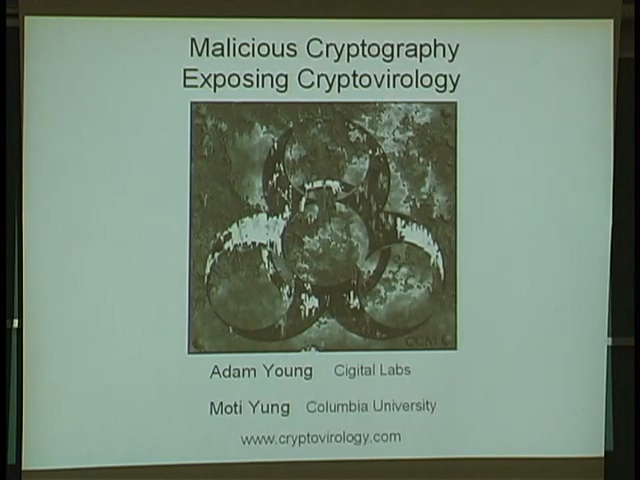 Malicious Cryptography
Exposing Cryptovirology
Adam Young Cigital Labs
Moti Yung Columbia University
www.cryptovirology.com